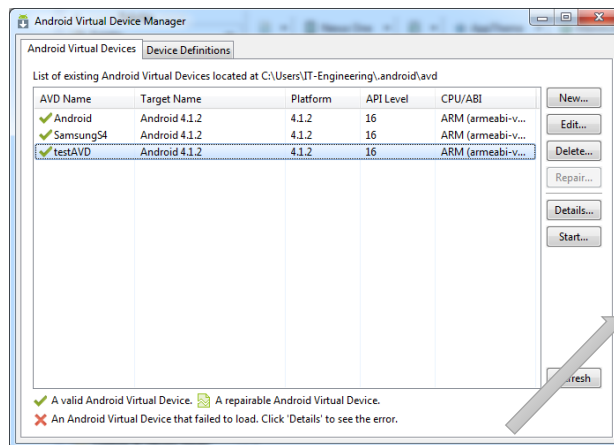 Android Virtual Device Manager
Android Virtual Devices Device Definitions
List of existing Android Virtual Devices located at C:\Users\IT-Engineering\.android\avd
AVD Name Target Name Platform API Level CPU/ABI New...
Android Android 4.1.2 4.1.2 16 ARM (armeabi-v...
Edit...
SamsungS4 Android 4.1.2 4.1.2 16 ARM (armeabi-v...
testAVD Android 4.1.2 4.1.2 16 ARM (armeabi-v... Delete...
Repair...
Details...
Start...
A valid Android Virtual Device. A repairable Android Virtual Device.
An Android Virtual Device that failed to load. Click 'Details' to see the error.